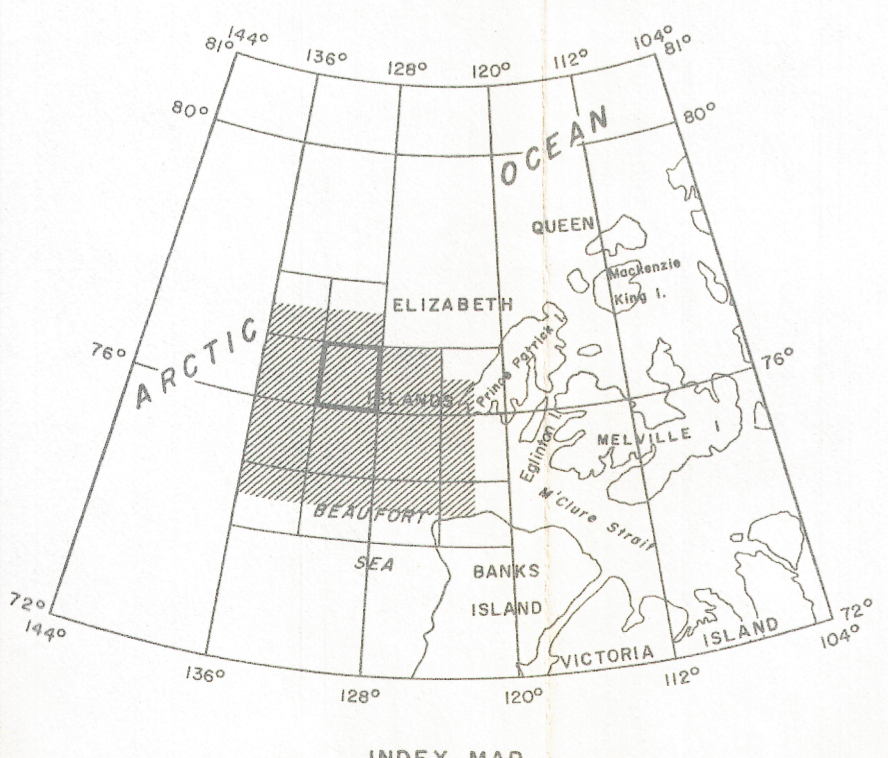 144°
104°
81°
81°
136°
128°
120°
112°
80°
80°
OCEAN
QUEEN
Mackenzie
King I.
ELIZABETH
ARCTIC
Prince Patrick I.
76°
76°
ISLANDS
MELVILLE I
Eglinton I
M'Clure Strait
BEAUFORT
SEA
BANKS
ISLAND
72°
144°
72°
104°
ISLAND
VICTORIA
136°
128°
120°
112°
INDEX MAP